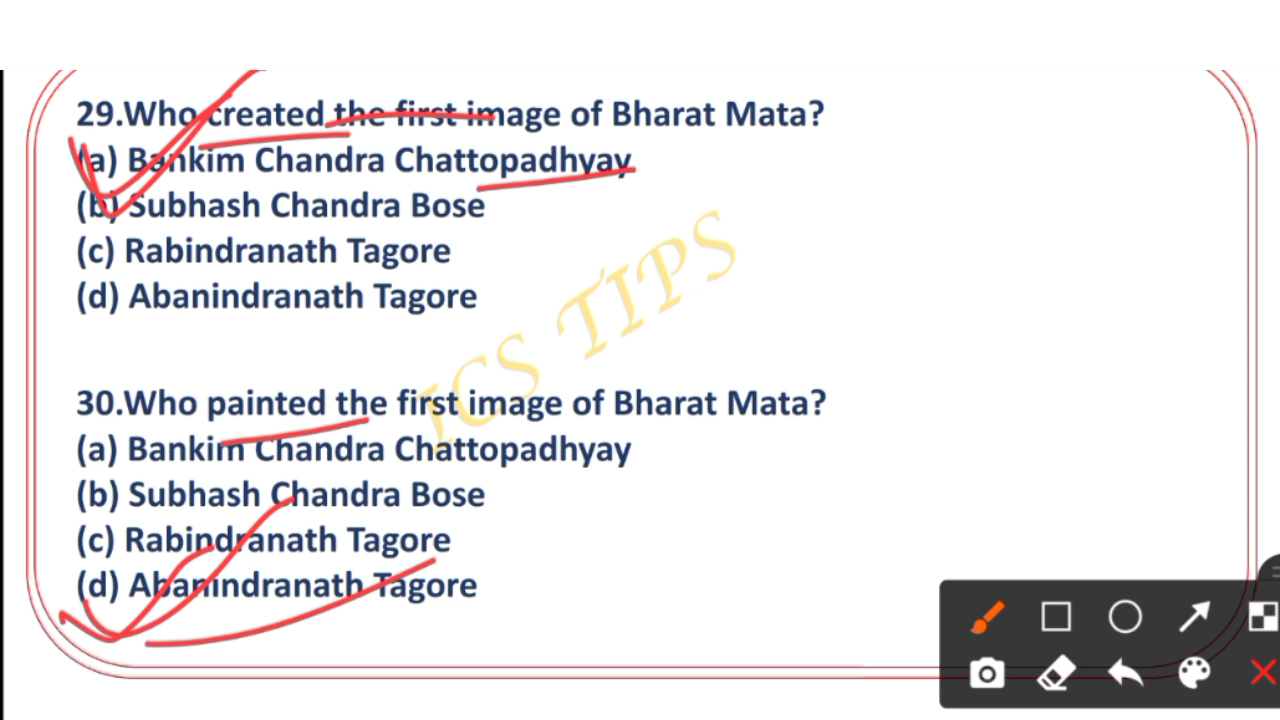 29.Who created the first image of Bharat Mata?
(a) Bankim Chandra Chattopadhyay
(b) Subhash Chandra Bose
(c) Rabindranath Tagore
(d) Abanindranath Tagore
ICS TIPS
30.Who painted the first image of Bharat Mata?
(a) Bankim Chandra Chattopadhyay
(b) Subhash Chandra Bose
(c) Rabindranath Tagore
(d) Abanindranath Tagore